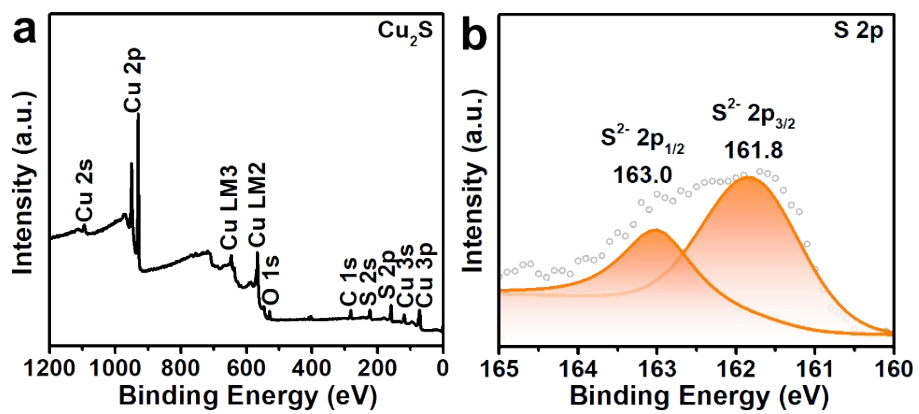 a
Cu₂S
Intensity (a.u.)
Cu 2s
Cu 2p
Cu LM3
Cu LM2
O 1s
C 1s
S 2s
S 2p
Cu 3s
Cu 3p
1200 1000 800 600 400 200 0
Binding Energy (eV)
b
S 2p
Intensity (a.u.)
S²⁻ 2p₁/₂
163.0
S²⁻ 2p₃/₂
161.8
165 164 163 162 161 160
Binding Energy (eV)